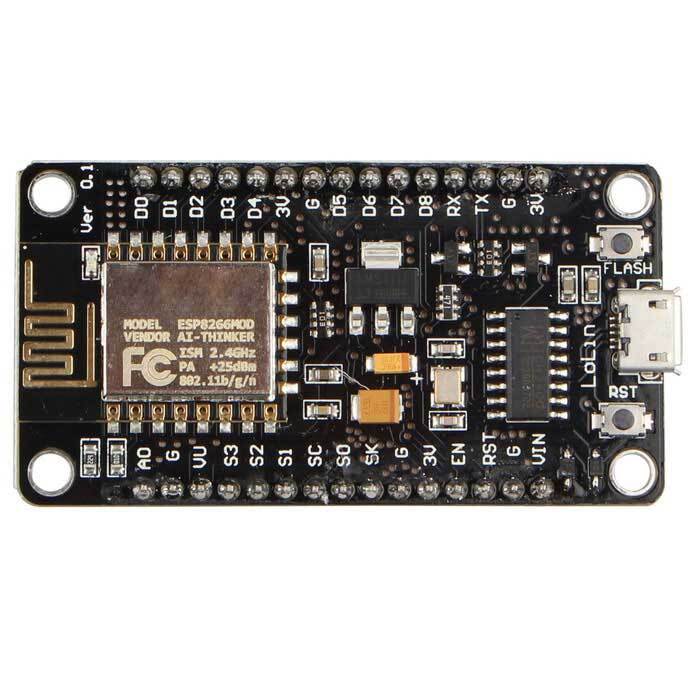 Ver 0.1
D0 D1 D2 D3 D4 3V G D5 D6 D7 D8 RX TX G 3V
FLASH
MODEL ESP8266MOD
VENDOR AI-THINKER
FC ISM 2.4GHz
PA +25dBm
802.11b/g/n
LoLin
RST
+
A0 G VU S3 S2 S1 SC S0 SK G 3V EN RST G VIN